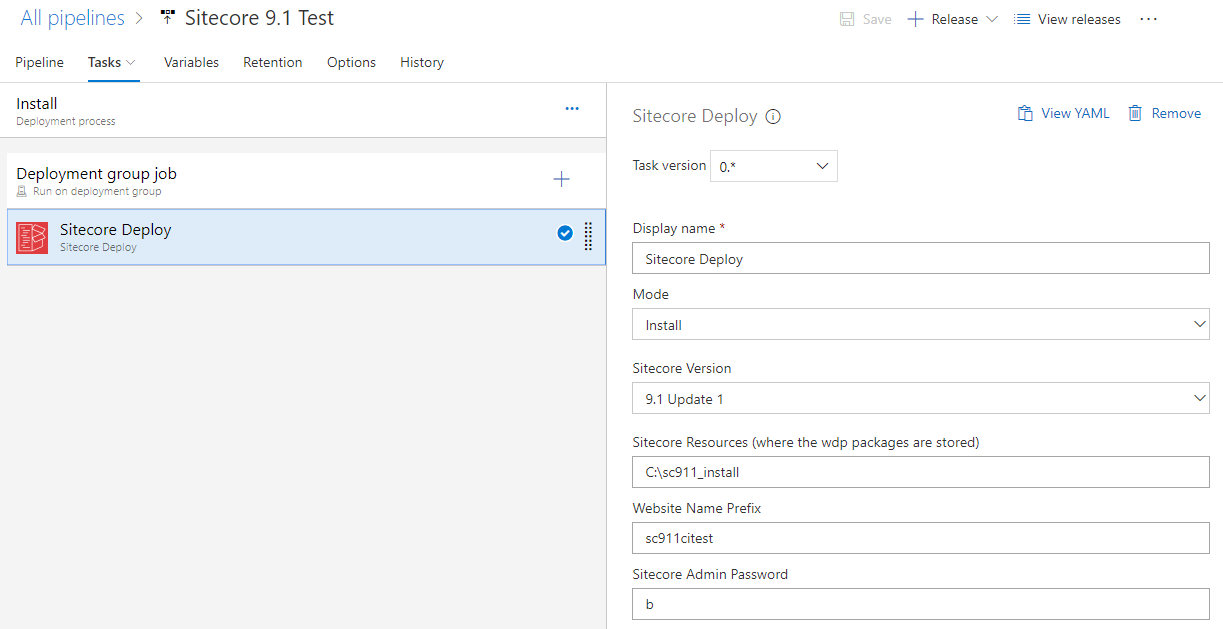 All pipelines > Sitecore 9.1 Test
Save Release View releases ...
Pipeline Tasks Variables Retention Options History
Install
Deployment process
...
Deployment group job
Run on deployment group
Sitecore Deploy
Sitecore Deploy
Sitecore Deploy
View YAML Remove
Task version 0.*
Display name *
Sitecore Deploy
Mode
Install
Sitecore Version
9.1 Update 1
Sitecore Resources (where the wdp packages are stored)
C:\sc911_install
Website Name Prefix
sc911citest
Sitecore Admin Password
b